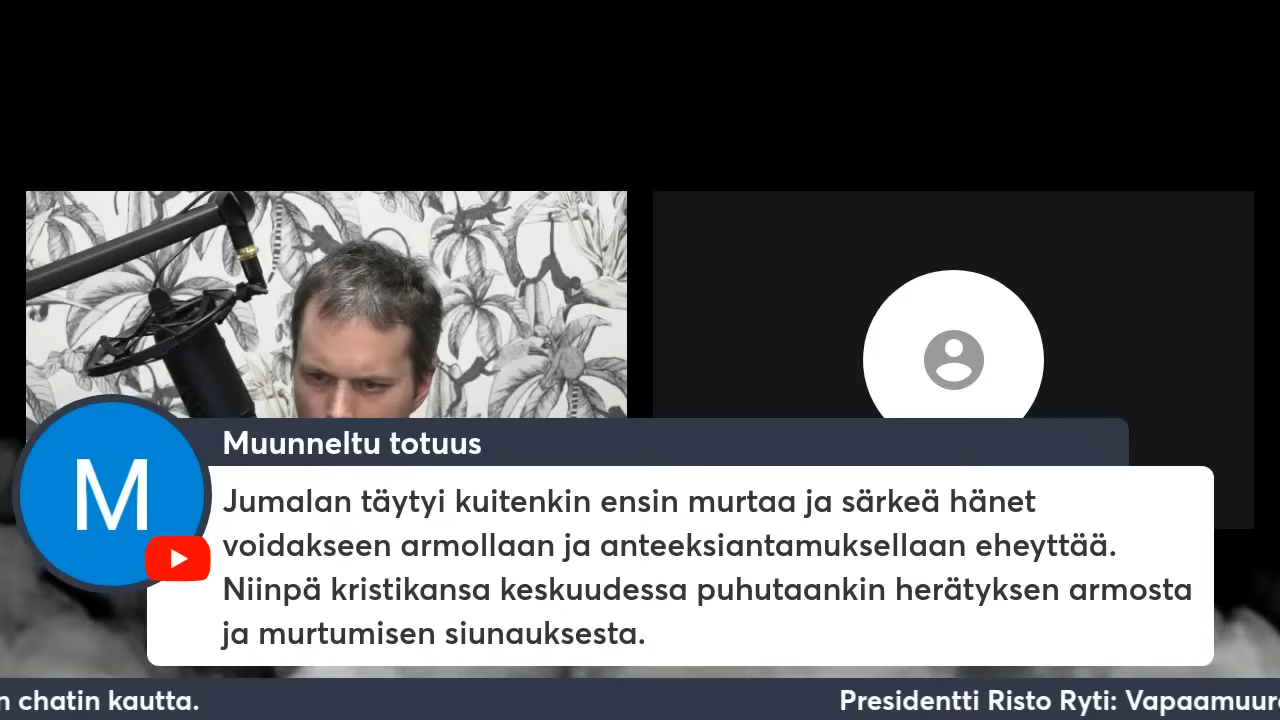 M
Muunneltu totuus
Jumalan täytyi kuitenkin ensin murtaa ja särkeä hänet
voidakseen armollaan ja anteeksiantamuksellaan eheyttää.
Niinpä kristikansa keskuudessa puhutaankin herätyksen armosta
ja murtumisen siunauksesta.
n chatin kautta.
Presidentti Risto Ryti: Vapaamuura